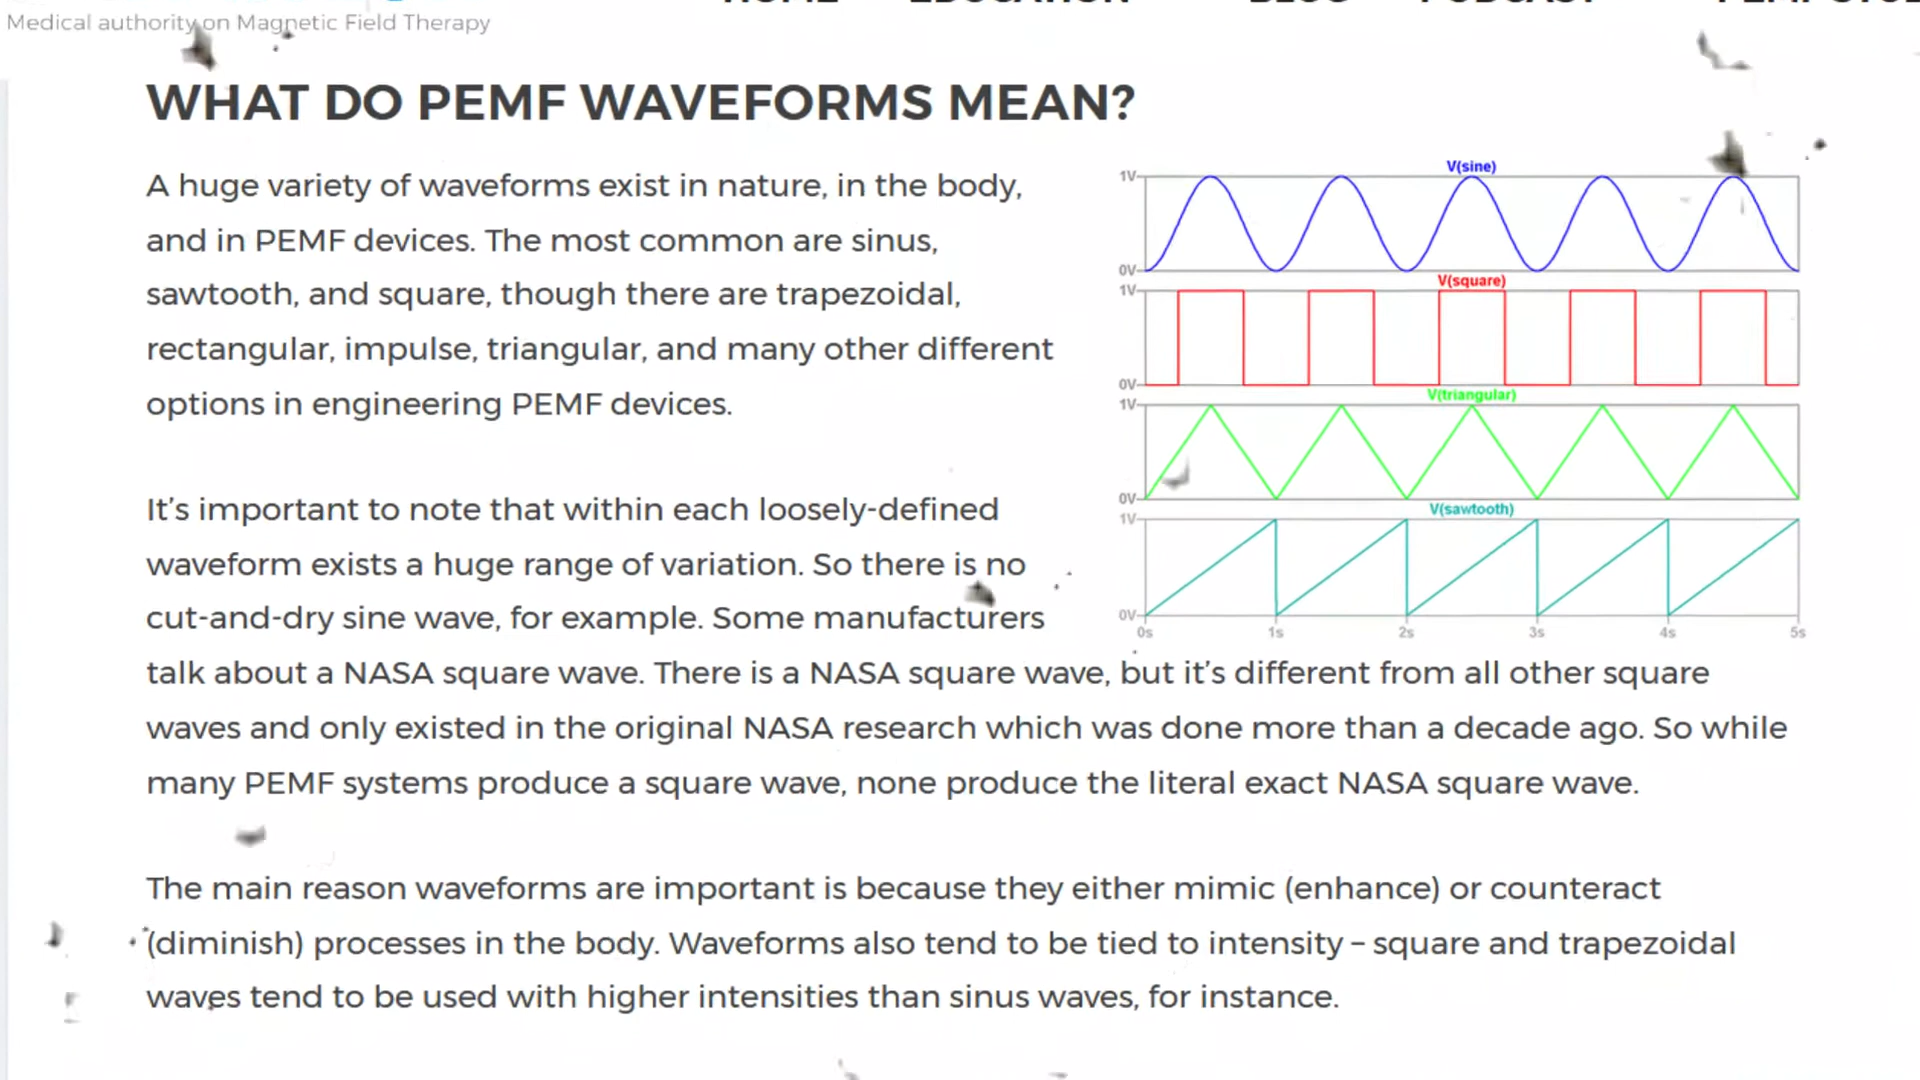 Medical authority on Magnetic Field Therapy
WHAT DO PEMF WAVEFORMS MEAN?
A huge variety of waveforms exist in nature, in the body,
and in PEMF devices. The most common are sinus,
sawtooth, and square, though there are trapezoidal,
rectangular, impulse, triangular, and many other different
options in engineering PEMF devices.
It’s important to note that within each loosely-defined
waveform exists a huge range of variation. So there is no
cut-and-dry sine wave, for example. Some manufacturers
talk about a NASA square wave. There is a NASA square wave, but it’s different from all other square
waves and only existed in the original NASA research which was done more than a decade ago. So while
many PEMF systems produce a square wave, none produce the literal exact NASA square wave.
The main reason waveforms are important is because they either mimic (enhance) or counteract
(diminish) processes in the body. Waveforms also tend to be tied to intensity – square and trapezoidal
waves tend to be used with higher intensities than sinus waves, for instance.
V(sine)
1V
0V
V(square)
1V
0V
V(triangular)
1V
0V
V(sawtooth)
1V
0V
0s 1s 2s 3s 4s 5s